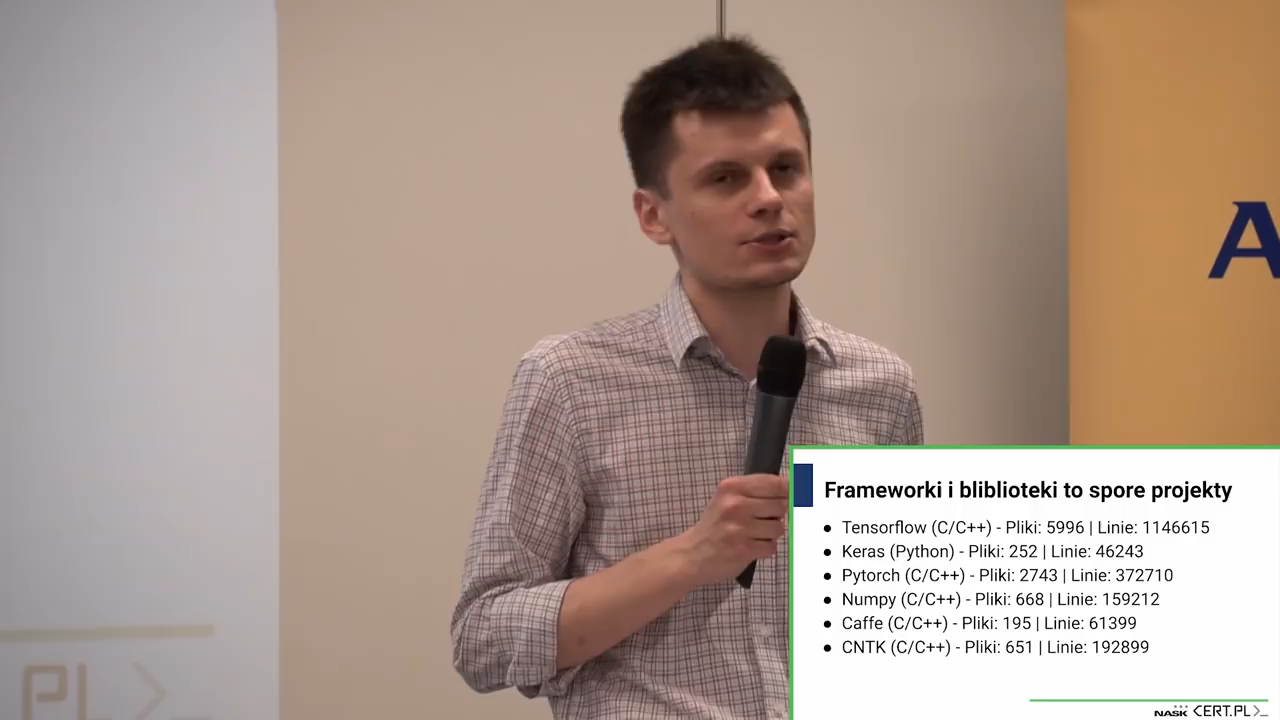 A
PL>_
Frameworki i bliblioteki to spore projekty
● Tensorflow (C/C++) - Pliki: 5996 | Linie: 1146615
● Keras (Python) - Pliki: 252 | Linie: 46243
● Pytorch (C/C++) - Pliki: 2743 | Linie: 372710
● Numpy (C/C++) - Pliki: 668 | Linie: 159212
● Caffe (C/C++) - Pliki: 195 | Linie: 61399
● CNTK (C/C++) - Pliki: 651 | Linie: 192899
NASK CERT.PL>_